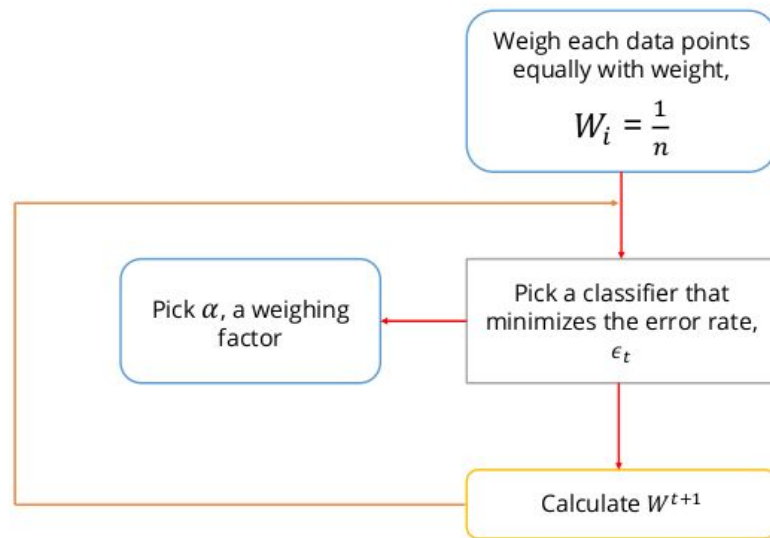 Weigh each data points
equally with weight,
W_i = 1/n
Pick α, a weighing
factor
Pick a classifier that
minimizes the error rate,
ϵ_t
Calculate W^{t+1}